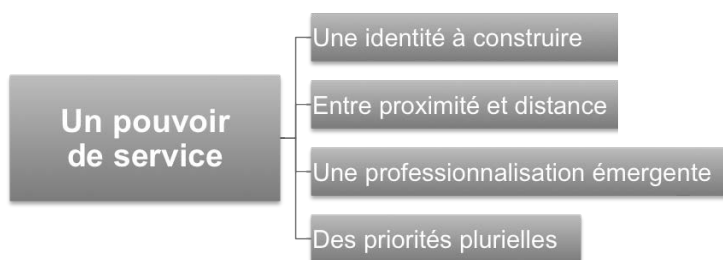 Un pouvoir
de service
Une identité à construire
Entre proximité et distance
Une professionnalisation émergente
Des priorités plurielles